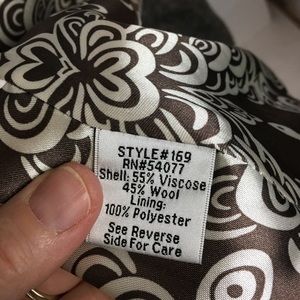 STYLE#169
RN#54077
Shell: 55% Viscose
45% Wool
Lining:
100% Polyester
See Reverse
Side For Care